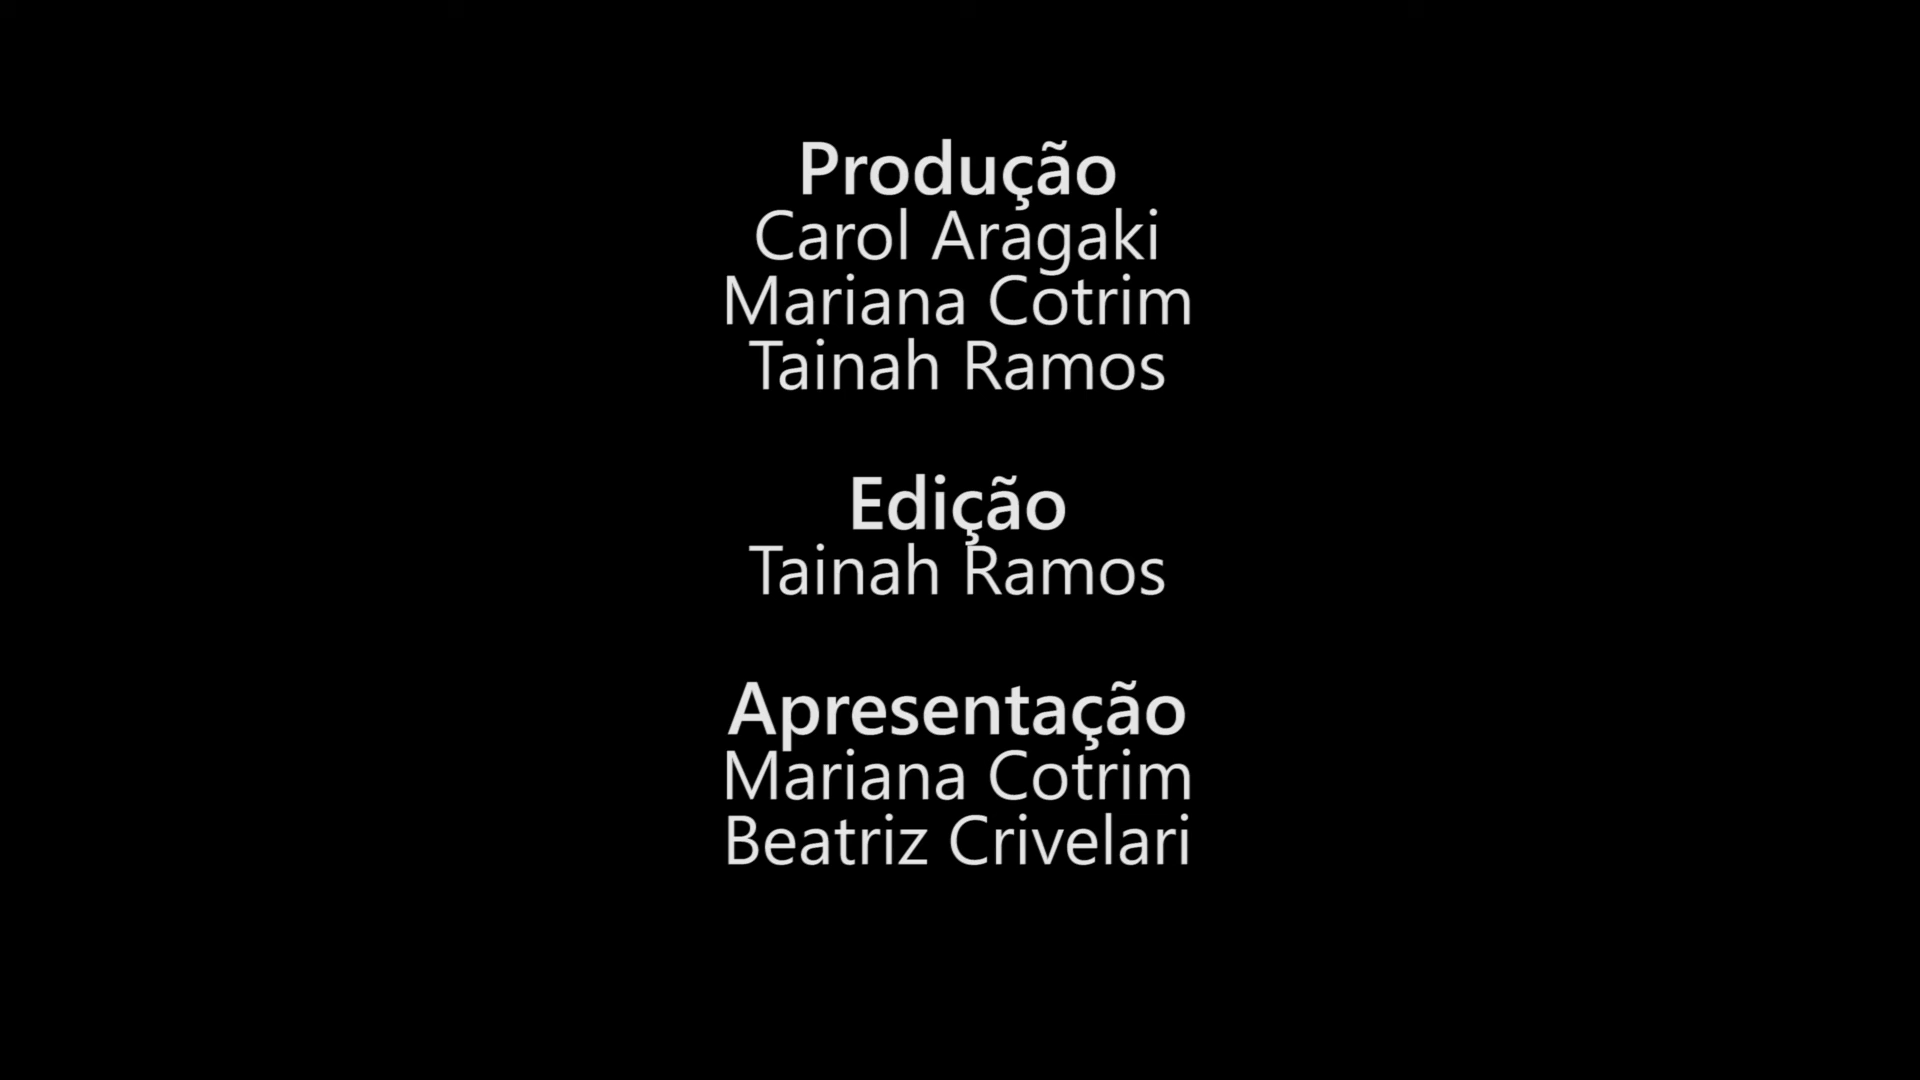 Produção
Carol Aragaki
Mariana Cotrim
Tainah Ramos
Edição
Tainah Ramos
Apresentação
Mariana Cotrim
Beatriz Crivelari